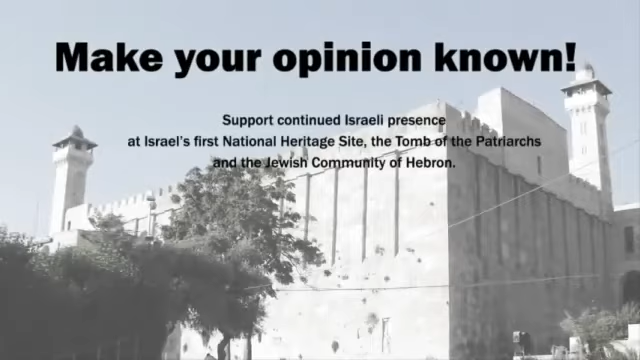 Make your opinion known!
Support continued Israeli presence
at Israel's first National Heritage Site, the Tomb of the Patriarchs
and the Jewish Community of Hebron.